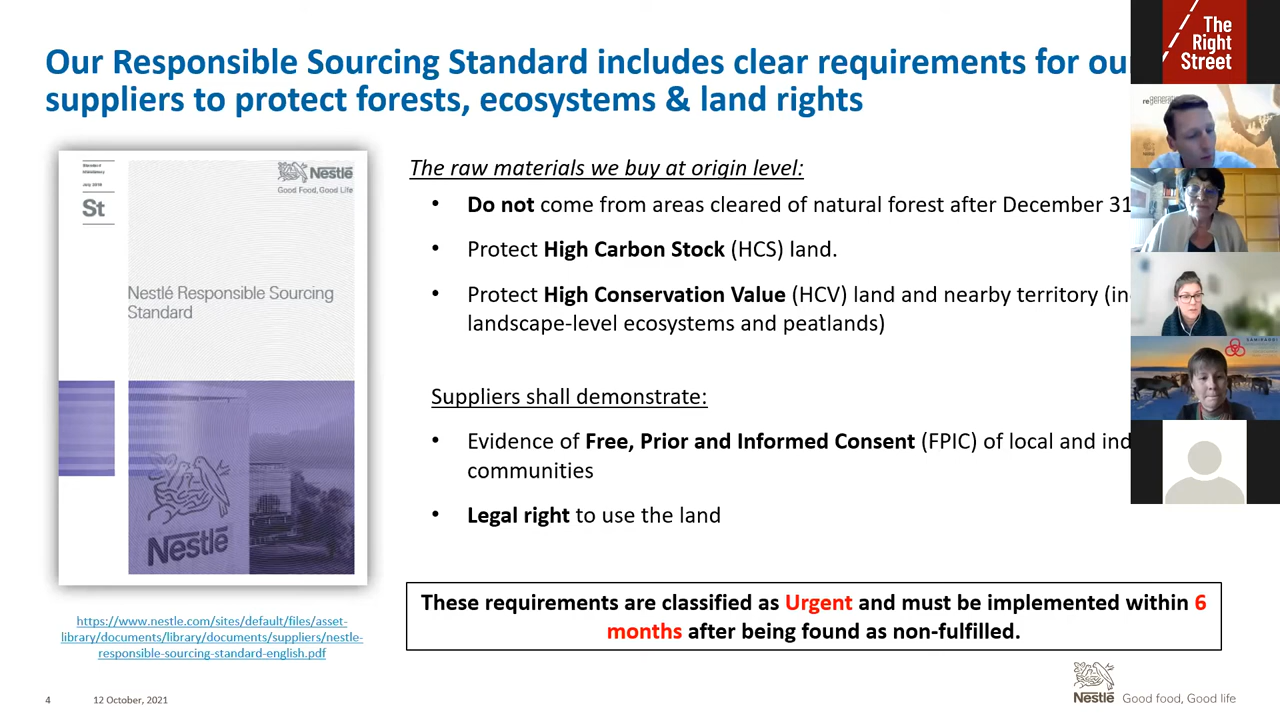 Our Responsible Sourcing Standard includes clear requirements for ou
suppliers to protect forests, ecosystems & land rights
The
Right
Street
regenerat
St
Nestlé
Good Food, Good Life
Nestlé Responsible Sourcing
Standard
Nestlé
https://www.nestle.com/sites/default/files/asset-
library/documents/library/documents/suppliers/nestle-
responsible-sourcing-standard-english.pdf
The raw materials we buy at origin level:
• Do not come from areas cleared of natural forest after December 31
• Protect High Carbon Stock (HCS) land.
• Protect High Conservation Value (HCV) land and nearby territory (in
landscape-level ecosystems and peatlands)
Suppliers shall demonstrate:
• Evidence of Free, Prior and Informed Consent (FPIC) of local and ind
communities
• Legal right to use the land
These requirements are classified as Urgent and must be implemented within 6
months after being found as non-fulfilled.
SÁMIRÁĐĐI
4 12 October, 2021
Nestlé Good food, Good life